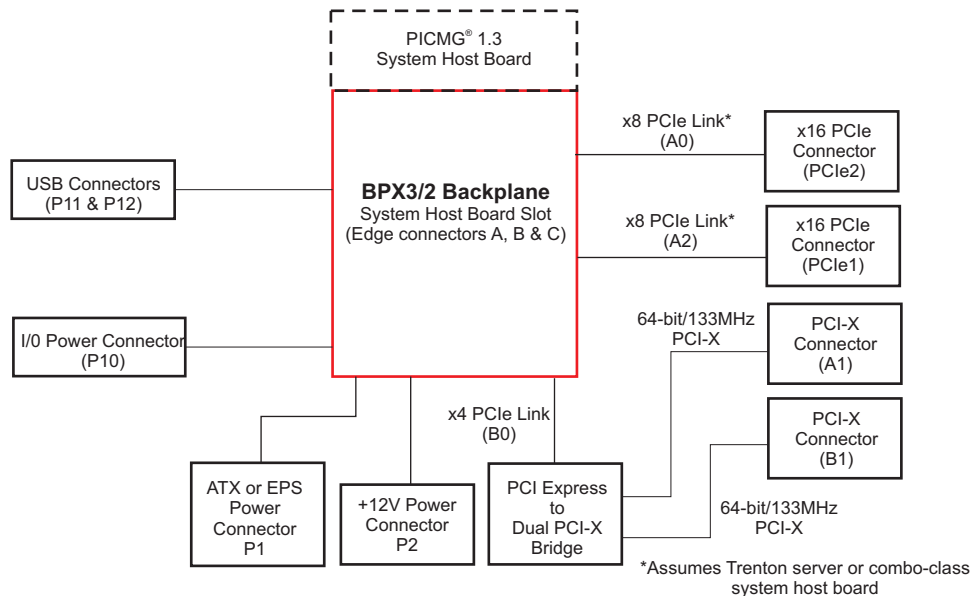 PICMG® 1.3
System Host Board
x8 PCIe Link*
(A0)
x16 PCIe
Connector
(PCIe2)
USB Connectors
(P11 & P12)
BPX3/2 Backplane
System Host Board Slot
(Edge connectors A, B & C)
x8 PCIe Link*
(A2)
x16 PCIe
Connector
(PCIe1)
I/0 Power Connector
(P10)
64-bit/133MHz
PCI-X
PCI-X
Connector
(A1)
x4 PCIe Link
(B0)
PCI-X
Connector
(B1)
ATX or EPS
Power
Connector
P1
+12V Power
Connector
P2
PCI Express
to
Dual PCI-X
Bridge
64-bit/133MHz
PCI-X
*Assumes Trenton server or combo-class
system host board